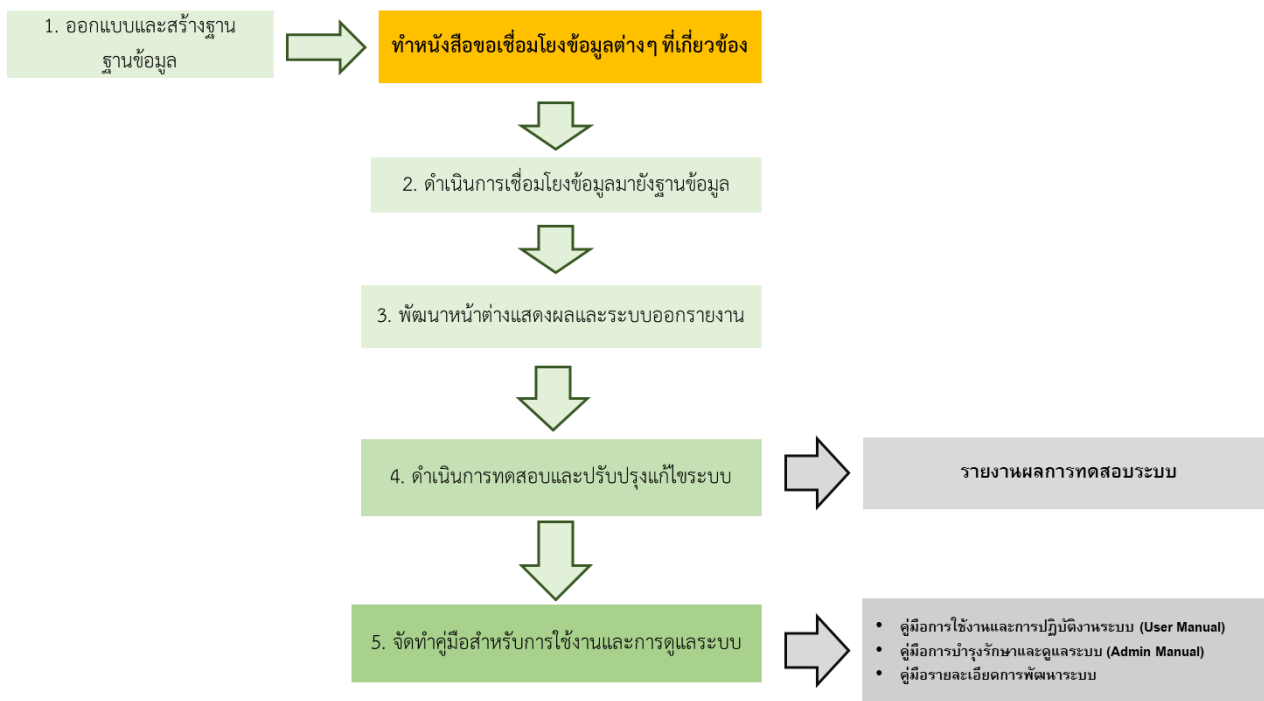 1. ออกแบบและสร้างฐาน
ฐานข้อมูล
ทำหนังสือขอเชื่อมโยงข้อมูลต่างๆ ที่เกี่ยวข้อง
2. ดำเนินการเชื่อมโยงข้อมูลมายังฐานข้อมูล
3. พัฒนาหน้าต่างแสดงผลและระบบออกรายงาน
4. ดำเนินการทดสอบและปรับปรุงแก้ไขระบบ
รายงานผลการทดสอบระบบ
5. จัดทำคู่มือสำหรับการใช้งานและการดูแลระบบ
• คู่มือการใช้งานและการปฏิบัติงานระบบ (User Manual)
• คู่มือการบำรุงรักษาและดูแลระบบ (Admin Manual)
• คู่มือรายละเอียดการพัฒนาระบบ